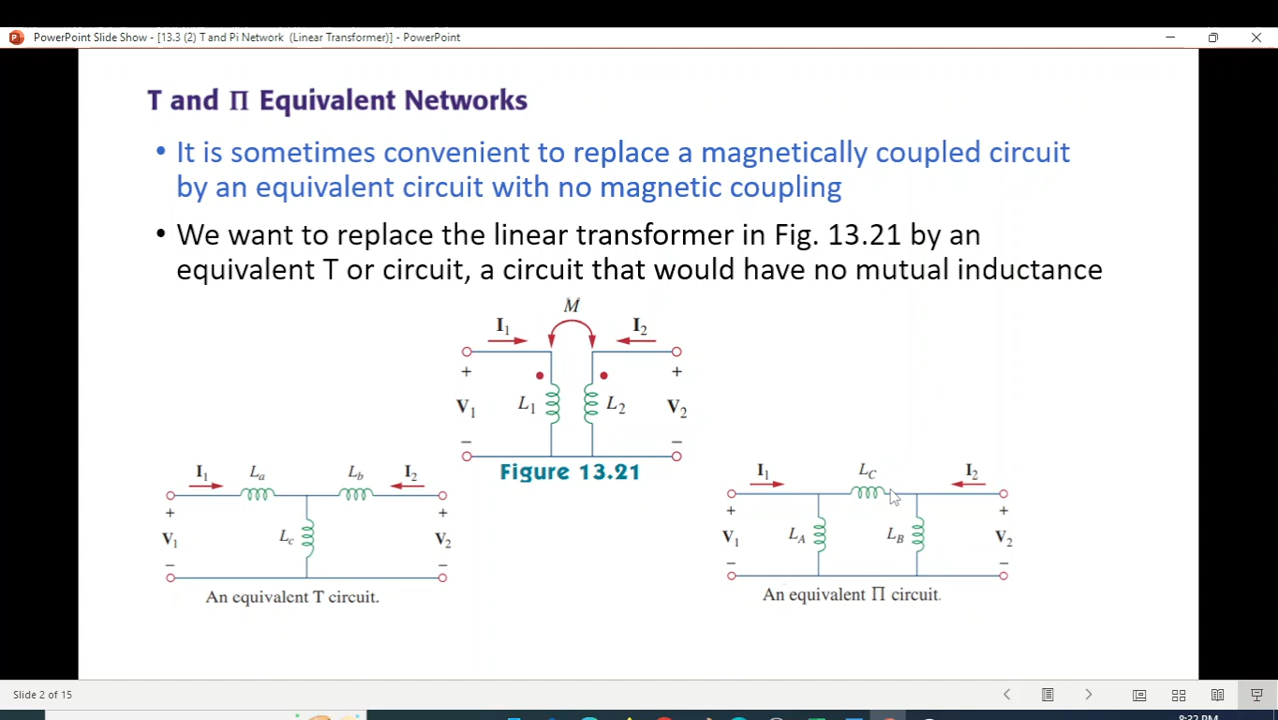 PowerPoint Slide Show - [13.3 (2) T and Pi Network (Linear Transformer)] - PowerPoint
T and Π Equivalent Networks
• It is sometimes convenient to replace a magnetically coupled circuit
by an equivalent circuit with no magnetic coupling
• We want to replace the linear transformer in Fig. 13.21 by an
equivalent T or circuit, a circuit that would have no mutual inductance
M
I1 I2
+ +
V1 L1 L2 V2
− −
Figure 13.21
I1 La Lb I2
+ +
V1 Lc V2
− −
An equivalent T circuit.
I1 LC I2
+ +
V1 LA LB V2
− −
An equivalent Π circuit.
Slide 2 of 15
8:32 PM